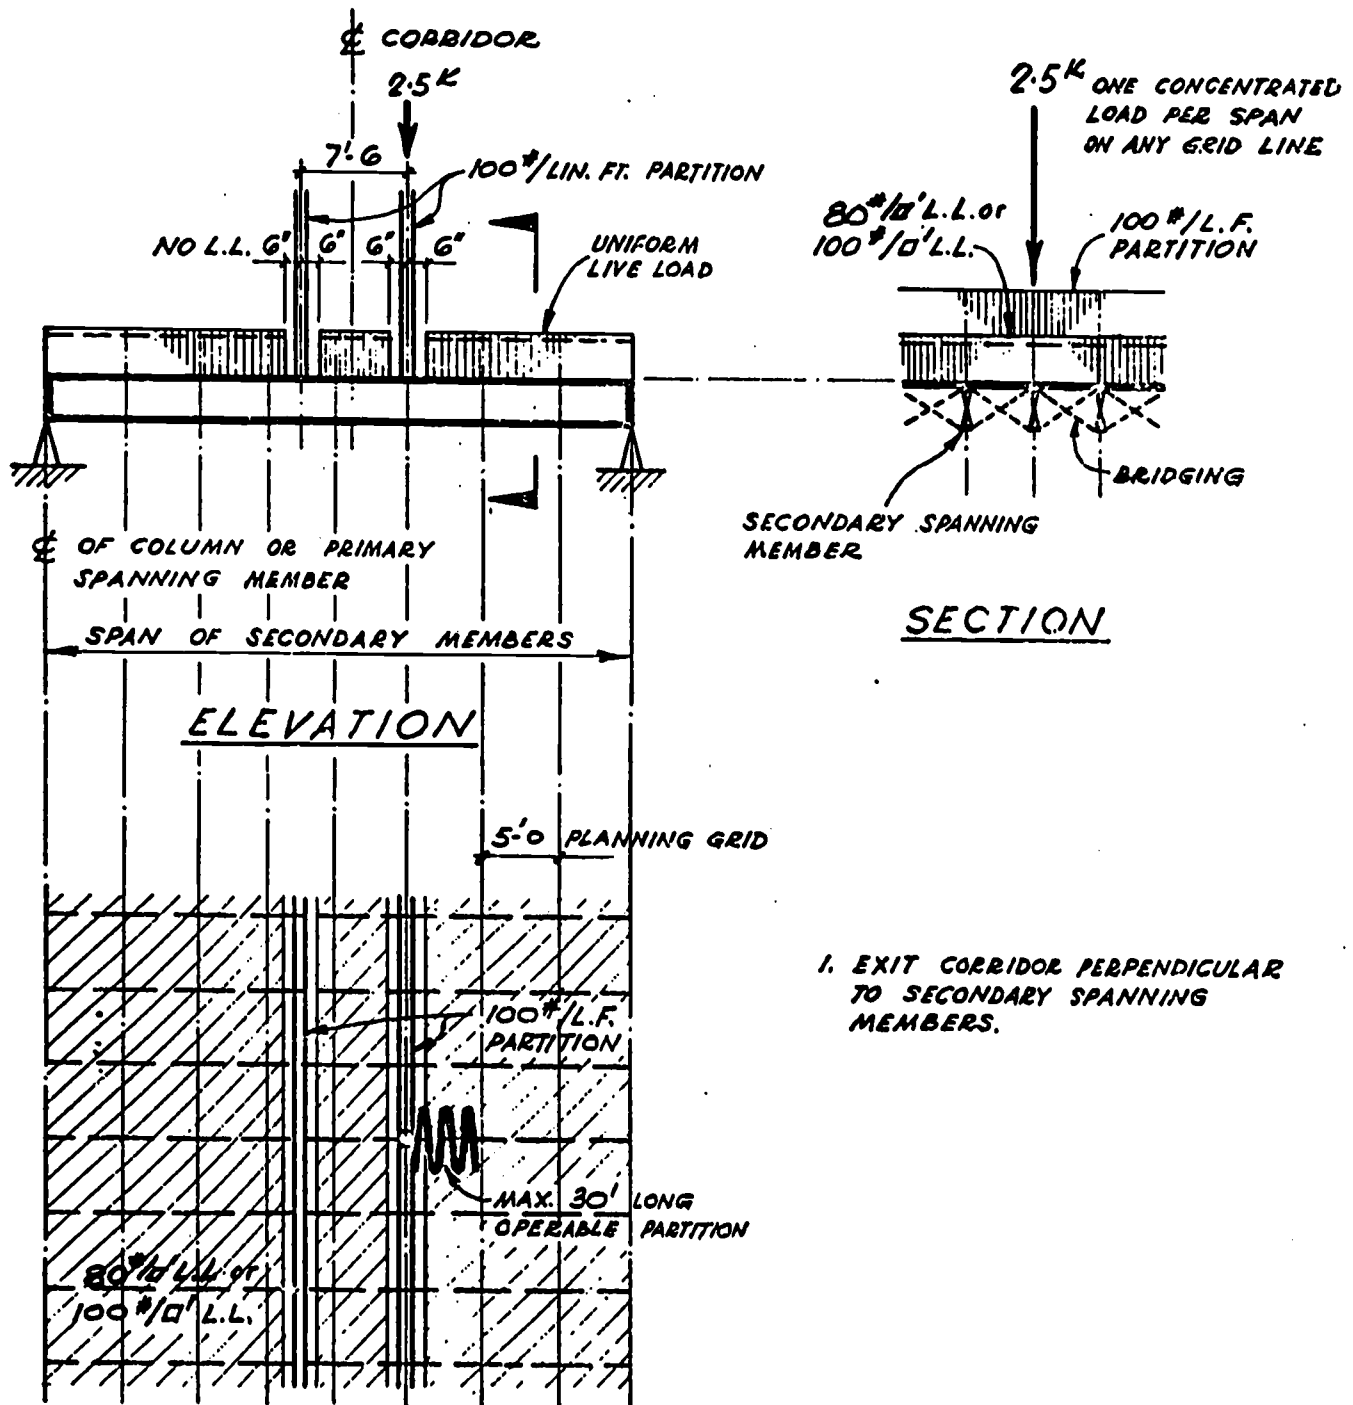 ℄ CORRIDOR
2.5 K
7'-6
100#/LIN. FT. PARTITION
NO L.L. 6" 6" 6" 6"
UNIFORM
LIVE LOAD
℄ OF COLUMN OR PRIMARY
SPANNING MEMBER
SPAN OF SECONDARY MEMBERS
ELEVATION
2.5 K ONE CONCENTRATED
LOAD PER SPAN
ON ANY GRID LINE
80#/□' L.L. or
100#/□' L.L.
100#/L.F.
PARTITION
BRIDGING
SECONDARY SPANNING
MEMBER
SECTION
5'-0 PLANNING GRID
100#/L.F.
PARTITION
MAX. 30' LONG
OPERABLE PARTITION
80#/□' L.L. or
100#/□' L.L.
1. EXIT CORRIDOR PERPENDICULAR
TO SECONDARY SPANNING
MEMBERS.